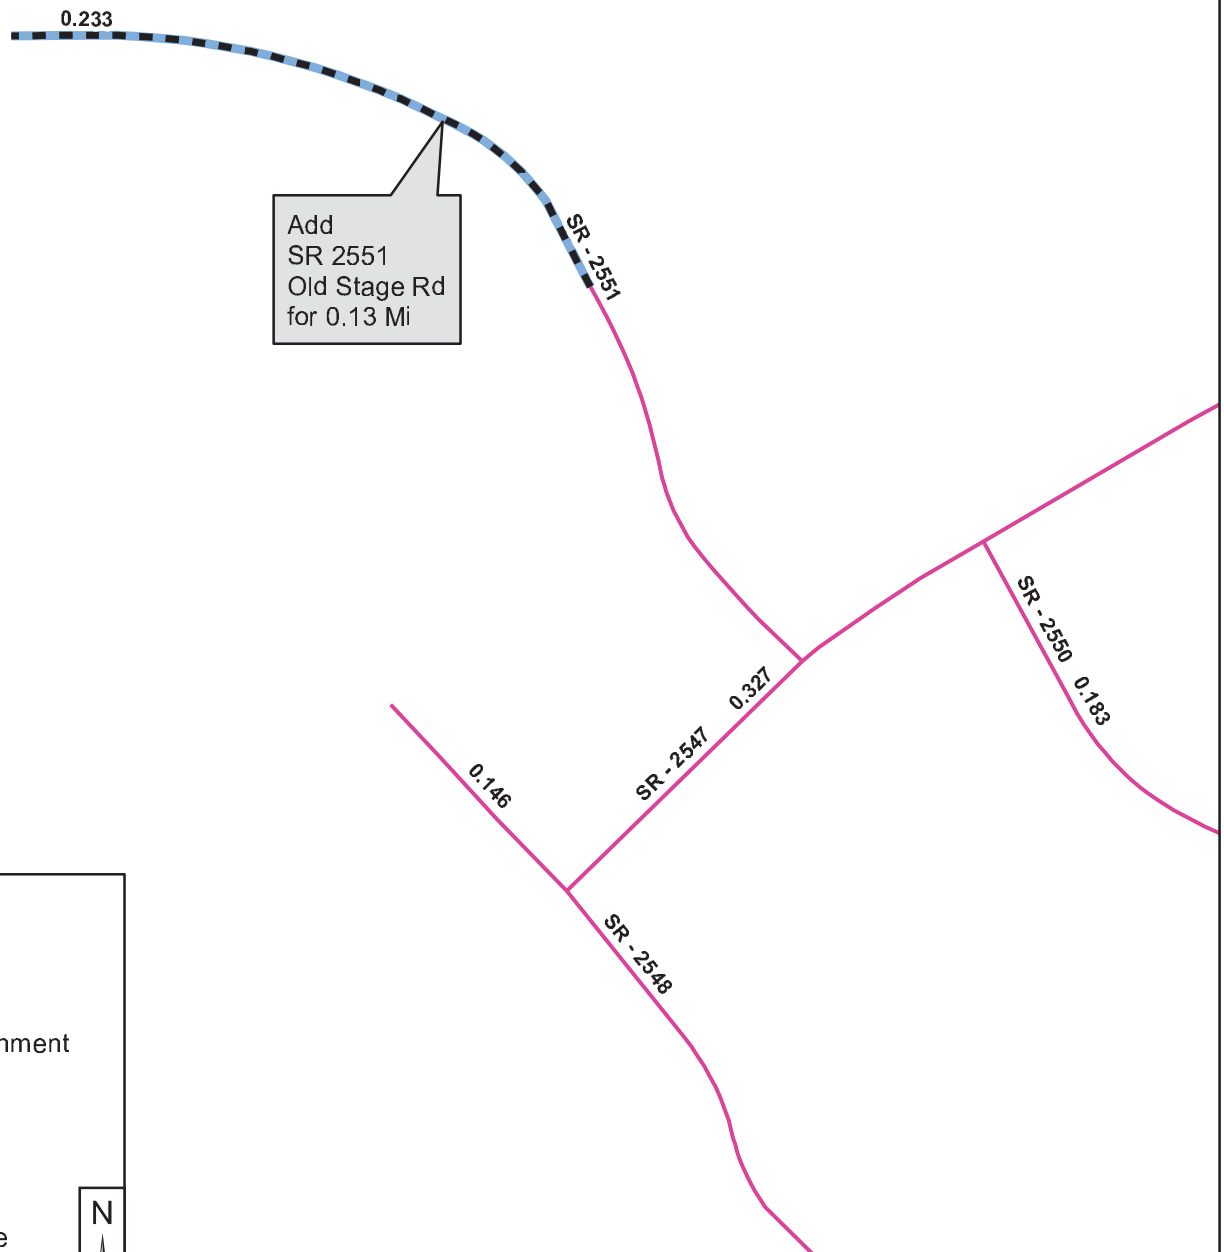 0.233
Add
SR 2551
Old Stage Rd
for 0.13 Mi
SR - 2551
SR - 2550 0.183
SR - 2547 0.327
0.146
SR - 2548
nment
N
e